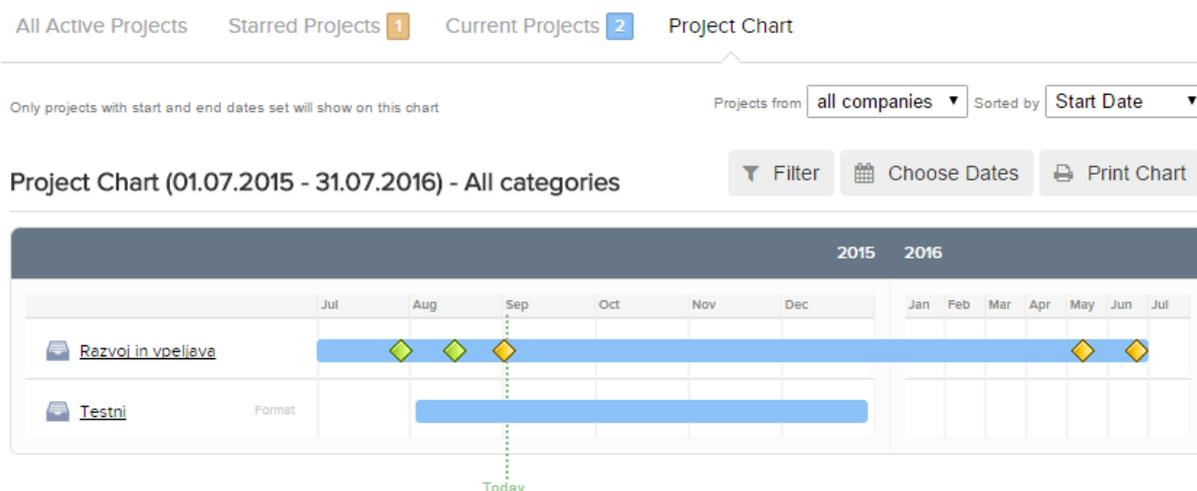 All Active Projects Starred Projects 1 Current Projects 2 Project Chart
Only projects with start and end dates set will show on this chart
Projects from all companies Sorted by Start Date
Project Chart (01.07.2015 - 31.07.2016) - All categories
Filter Choose Dates Print Chart
2015 2016
Jul Aug Sep Oct Nov Dec Jan Feb Mar Apr May Jun Jul
Razvoj in vpeljava
Testni Format
Today